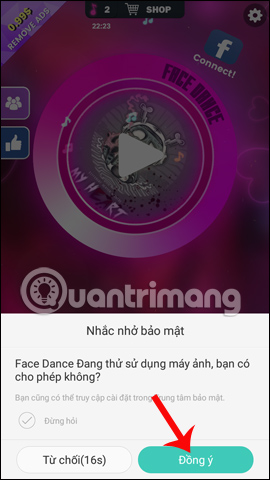 0,99$
REMOVE ADS
2 SHOP
22:23
f
Connect!
FACE DANCE
MY HEART
Quantrimang
Nhắc nhở bảo mật
Face Dance Đang thử sử dụng máy ảnh, bạn có
cho phép không?
Bạn cũng có thể truy cập cài đặt trong trung tâm bảo mật.
Đừng hỏi
Từ chối(16s)
Đồng ý